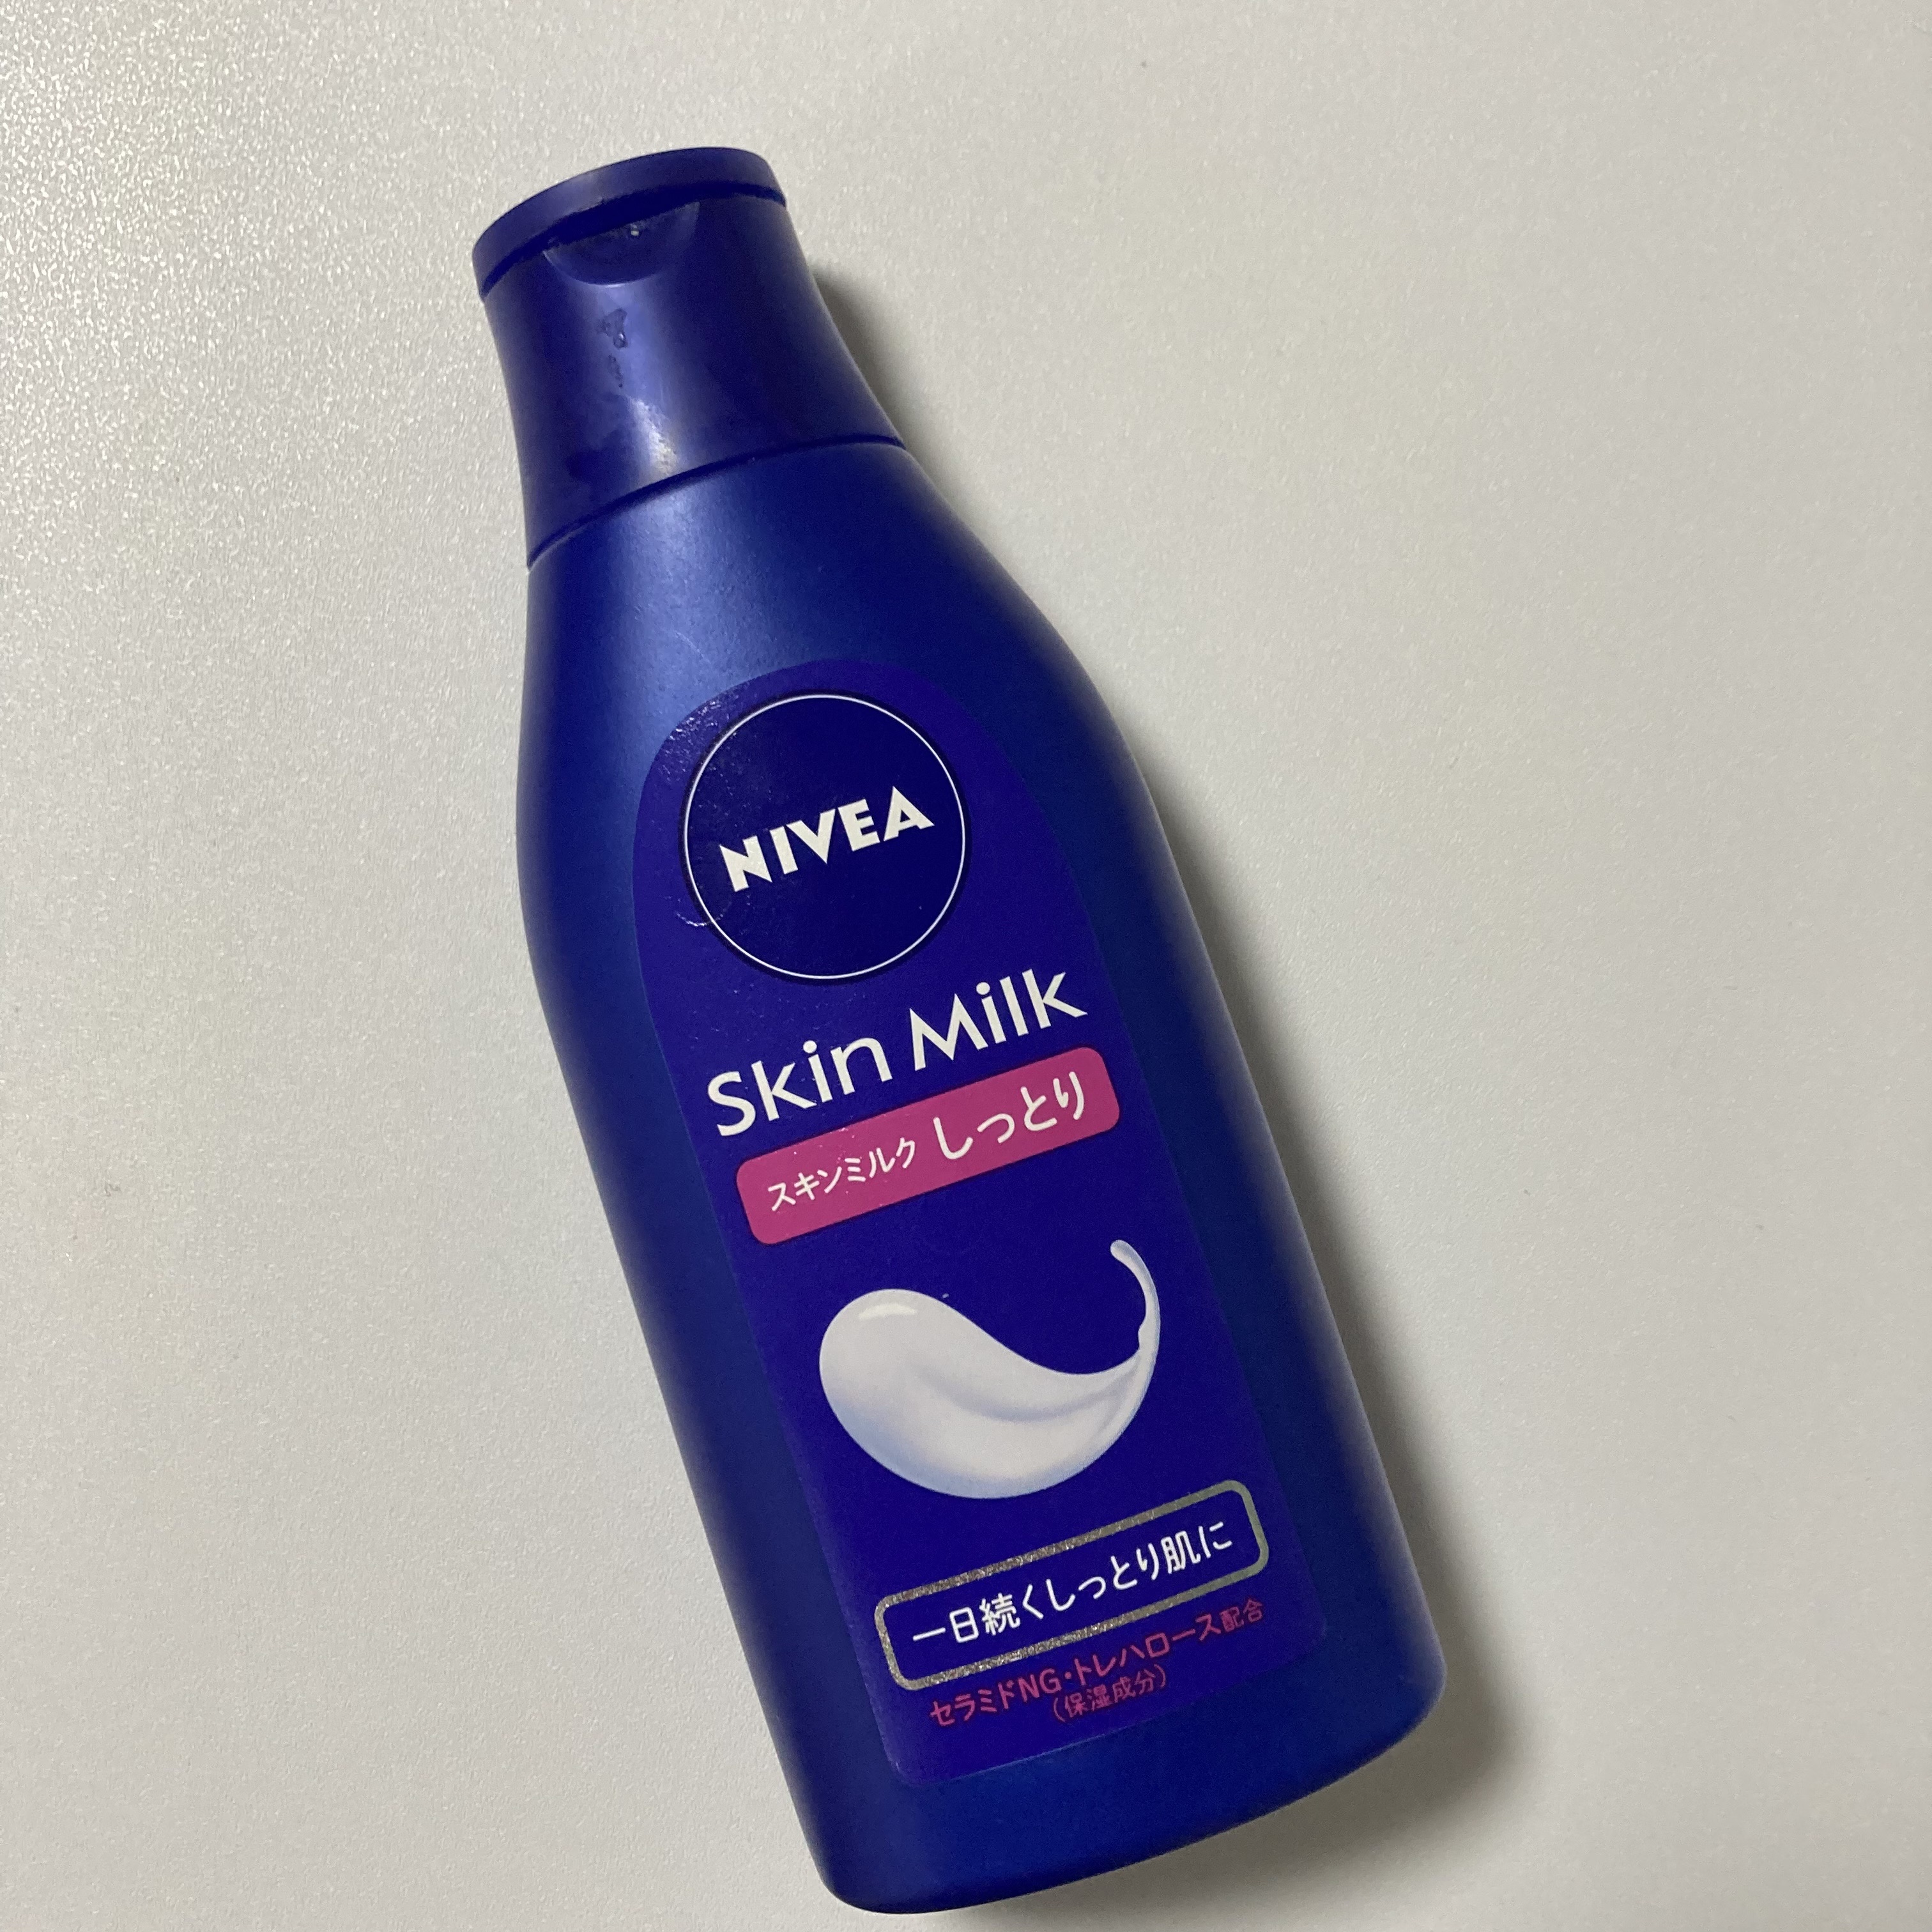 NIVEA
Skin Milk
スキンミルク しっとり
一日続くしっとり肌に
セラミドNG・トレハロース配合
(保湿成分)